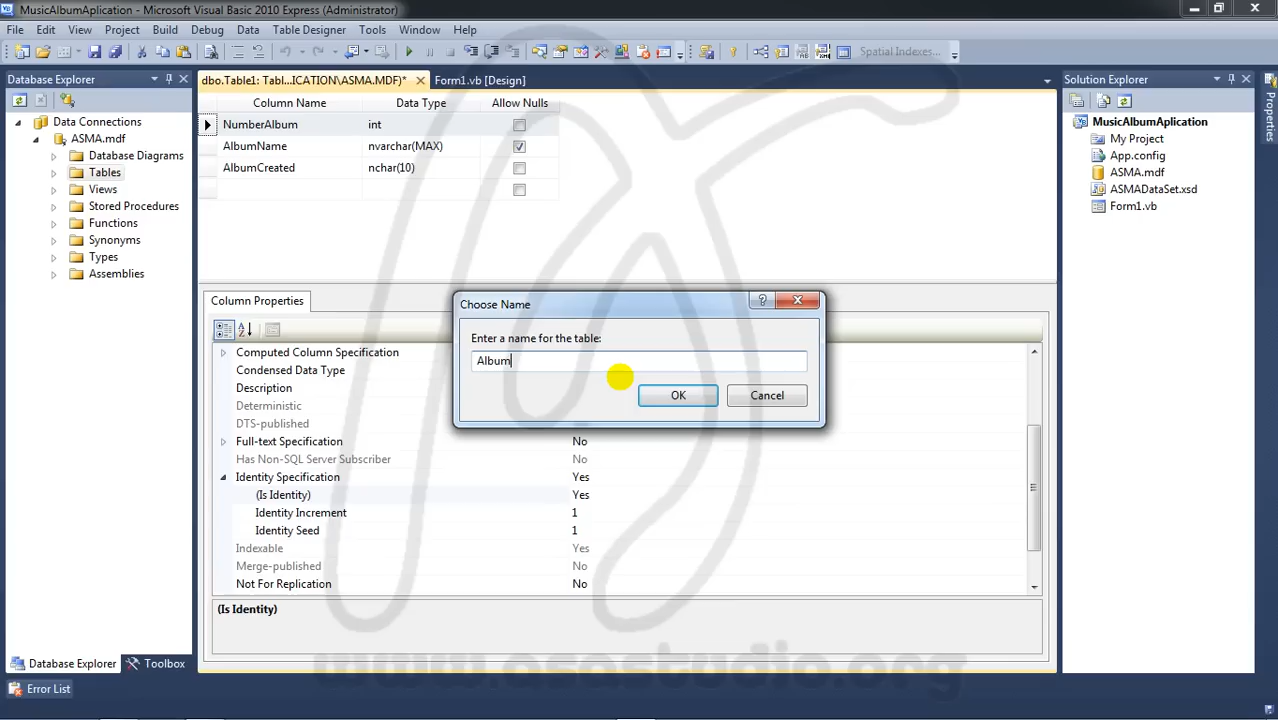 MusicAlbumAplication - Microsoft Visual Basic 2010 Express (Administrator)
File Edit View Project Build Debug Data Table Designer Tools Window Help
Spatial Indexes...
Database Explorer
dbo.Table1: Tabl...ICATION\ASMA.MDF)*
Form1.vb [Design]
Solution Explorer
Properties
Data Connections
ASMA.mdf
Database Diagrams
Tables
Views
Stored Procedures
Functions
Synonyms
Types
Assemblies
Column Name Data Type Allow Nulls
NumberAlbum int
AlbumName nvarchar(MAX)
AlbumCreated nchar(10)
MusicAlbumAplication
My Project
App.config
ASMA.mdf
ASMADataSet.xsd
Form1.vb
Choose Name
Enter a name for the table:
Album
OK Cancel
Column Properties
Computed Column Specification
Condensed Data Type
Description
Deterministic
DTS-published
Full-text Specification No
Has Non-SQL Server Subscriber No
Identity Specification Yes
(Is Identity) Yes
Identity Increment 1
Identity Seed 1
Indexable Yes
Merge-published No
Not For Replication No
(Is Identity)
www.asastudio.org
Database Explorer Toolbox
Error List